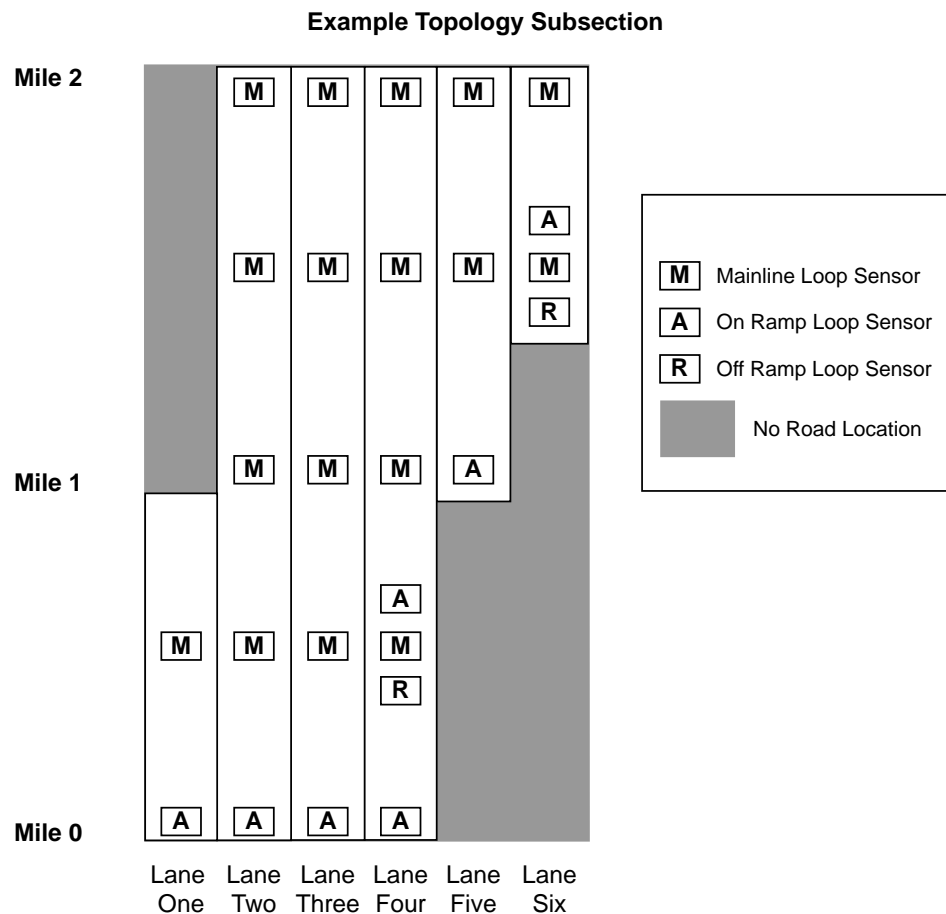 Example Topology Subsection
Mile 2
M M M M M
A
M M M M M
R
Mile 1
M M M A
A
M M M M
R
Mile 0
A A A A
Lane One
Lane Two
Lane Three
Lane Four
Lane Five
Lane Six
M Mainline Loop Sensor
A On Ramp Loop Sensor
R Off Ramp Loop Sensor
No Road Location